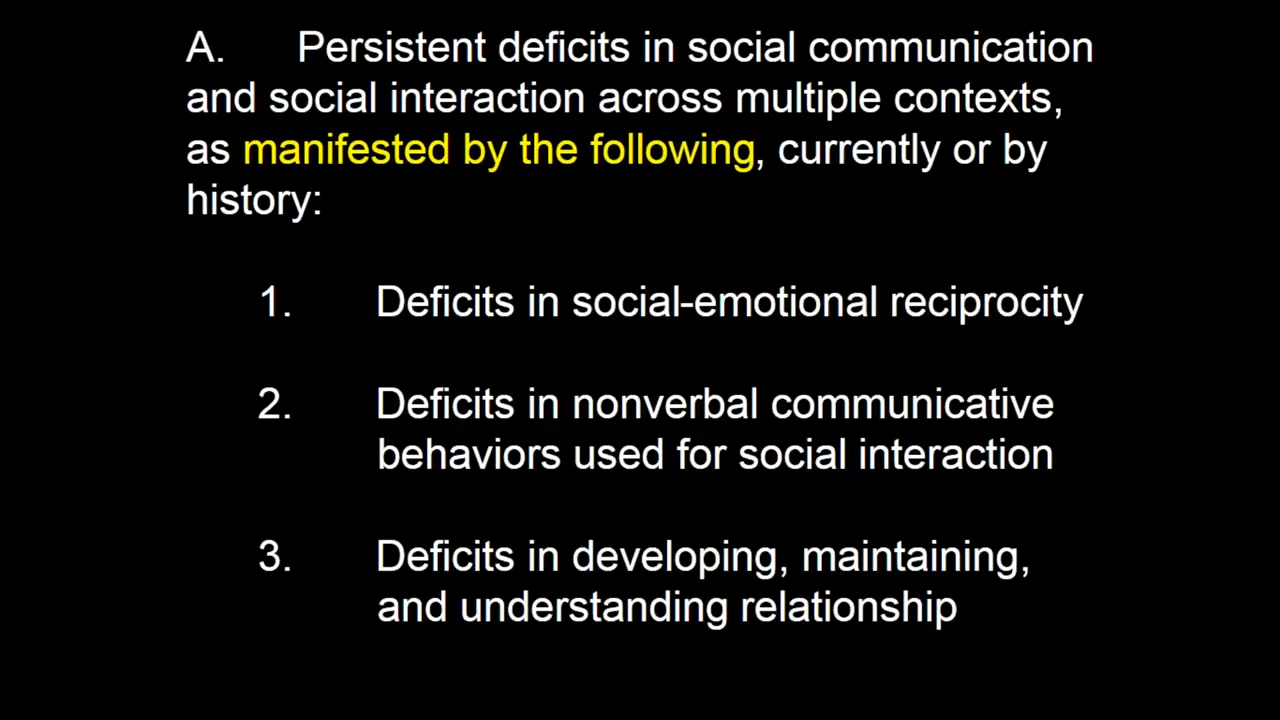 A. Persistent deficits in social communication
and social interaction across multiple contexts,
as manifested by the following, currently or by
history:
1. Deficits in social-emotional reciprocity
2. Deficits in nonverbal communicative
behaviors used for social interaction
3. Deficits in developing, maintaining,
and understanding relationship